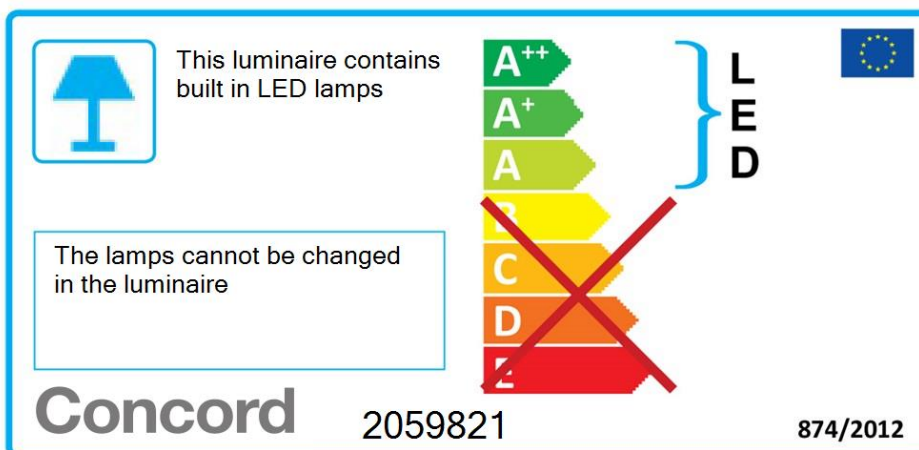 This luminaire contains
built in LED lamps
A++
A+
A
B
C
D
E
L
E
D
The lamps cannot be changed
in the luminaire
Concord
2059821
874/2012